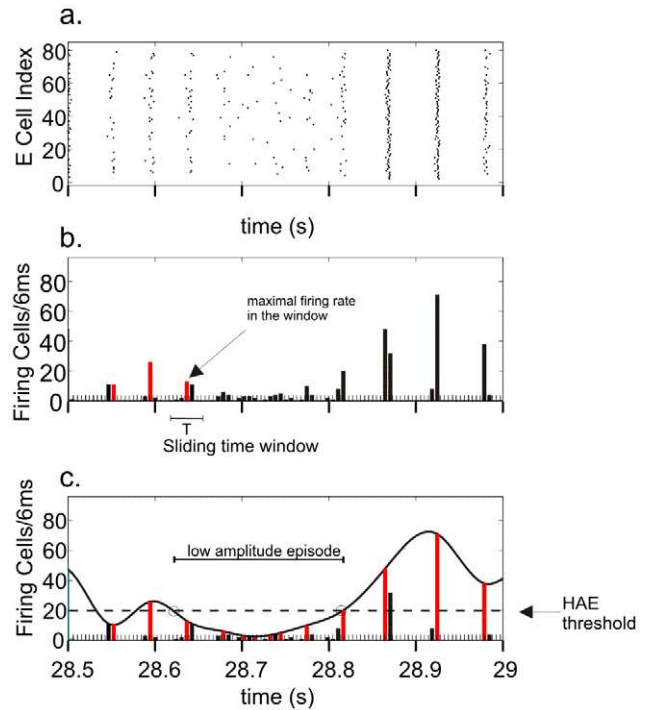 a.
E Cell Index
80
60
40
20
0
time (s)
b.
Firing Cells/6ms
80
60
40
20
0
maximal firing rate
in the window
T
Sliding time window
c.
Firing Cells/6ms
80
60
40
20
0
low amplitude episode
HAE
threshold
28.5 28.6 28.7 28.8 28.9 29
time (s)